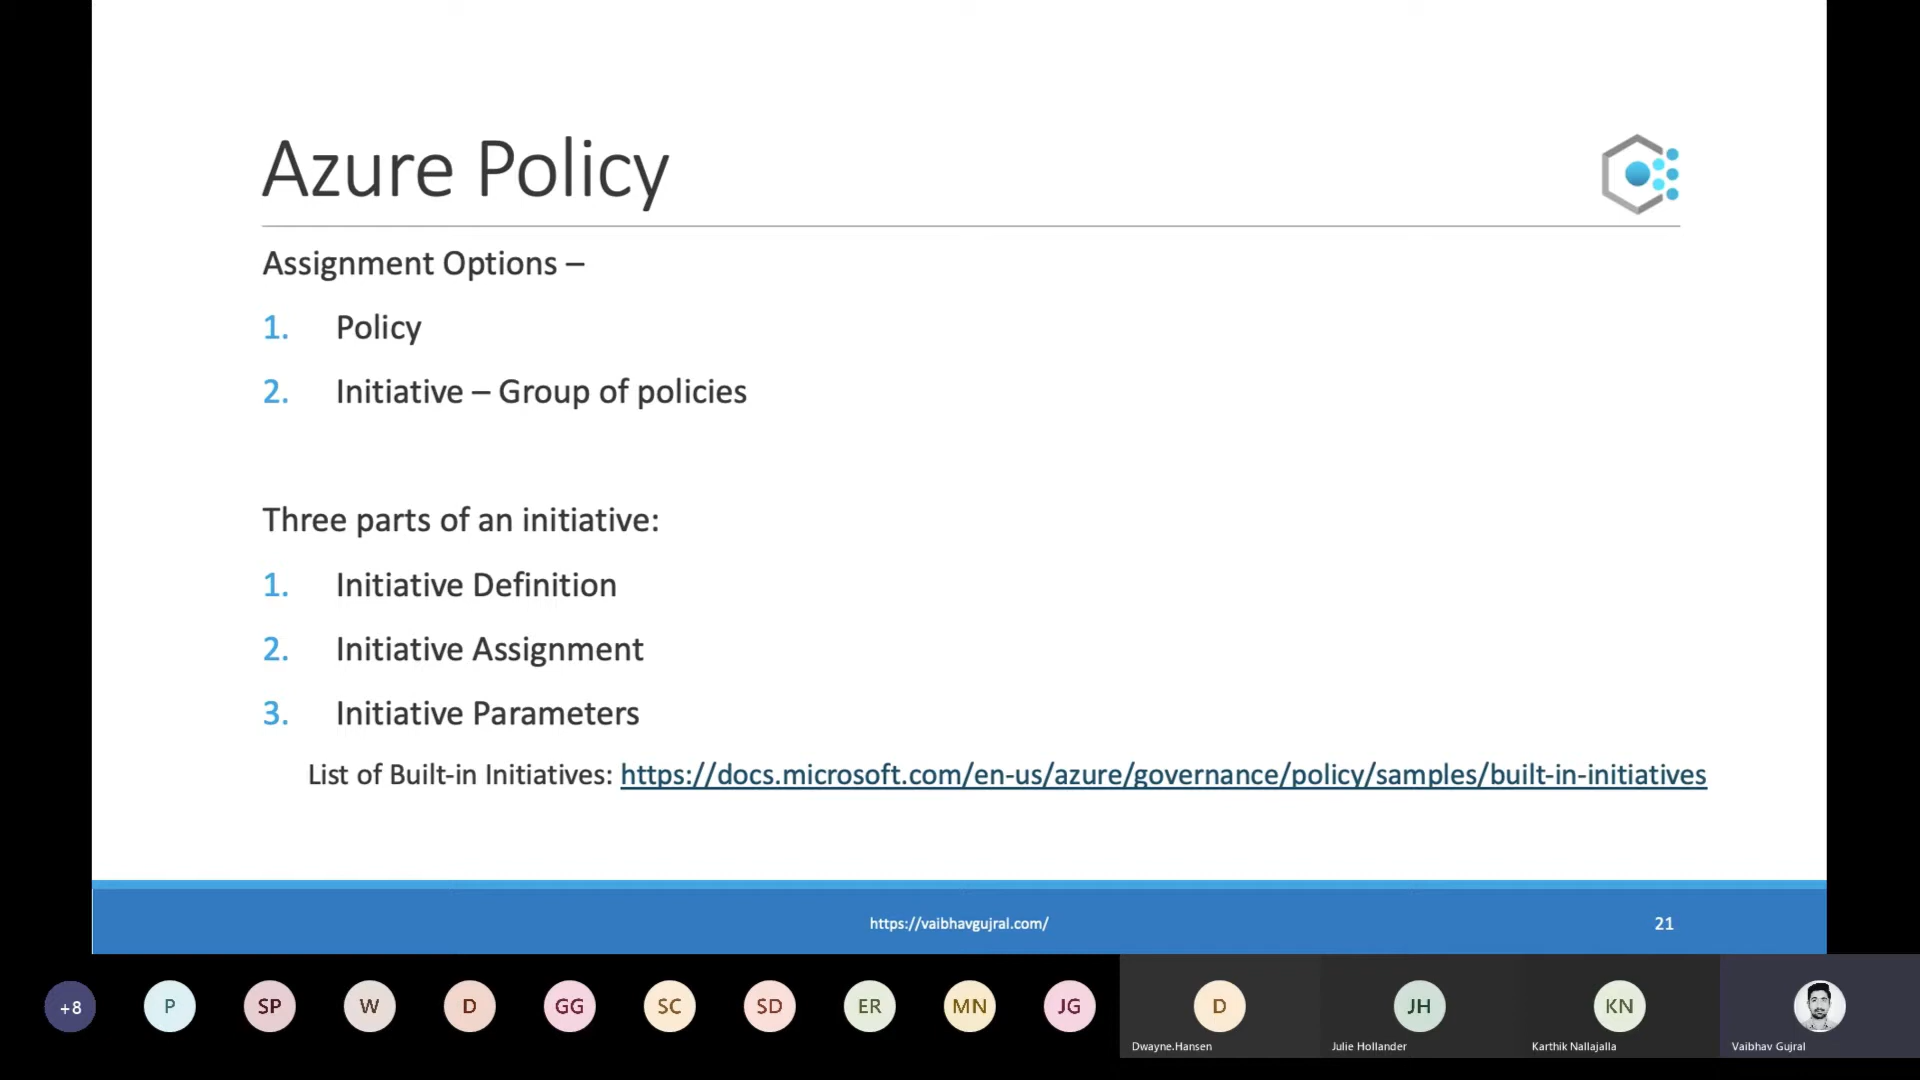 Azure Policy
Assignment Options –
1. Policy
2. Initiative – Group of policies
Three parts of an initiative:
1. Initiative Definition
2. Initiative Assignment
3. Initiative Parameters
List of Built-in Initiatives: https://docs.microsoft.com/en-us/azure/governance/policy/samples/built-in-initiatives
https://vaibhavgujral.com/
21
+8
P
SP
W
D
GG
SC
SD
ER
MN
JG
D
JH
KN
Dwayne.Hansen
Julie Hollander
Karthik Nallajalla
Vaibhav Gujral